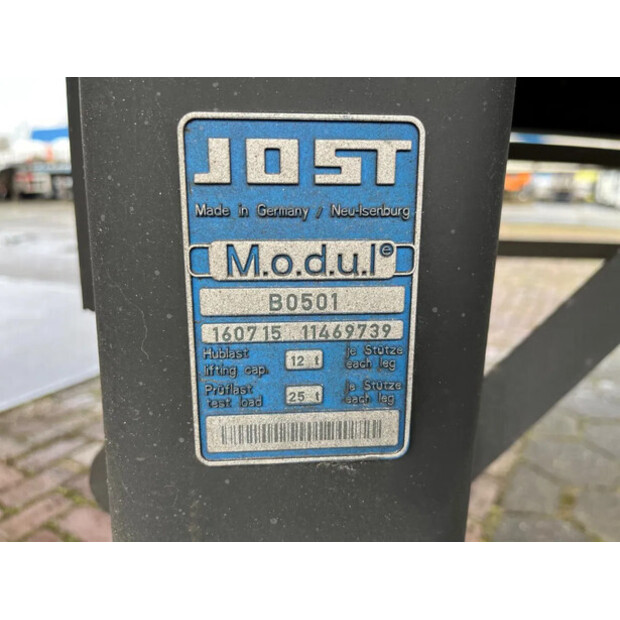 JOST
Made in Germany / Neu-Isenburg
M.o.d.u.l®
B0501
160715 11469739
Hublast 12 t je Stütze
lifting cap. each leg
Prüflast 25 t je Stütze
test load each leg